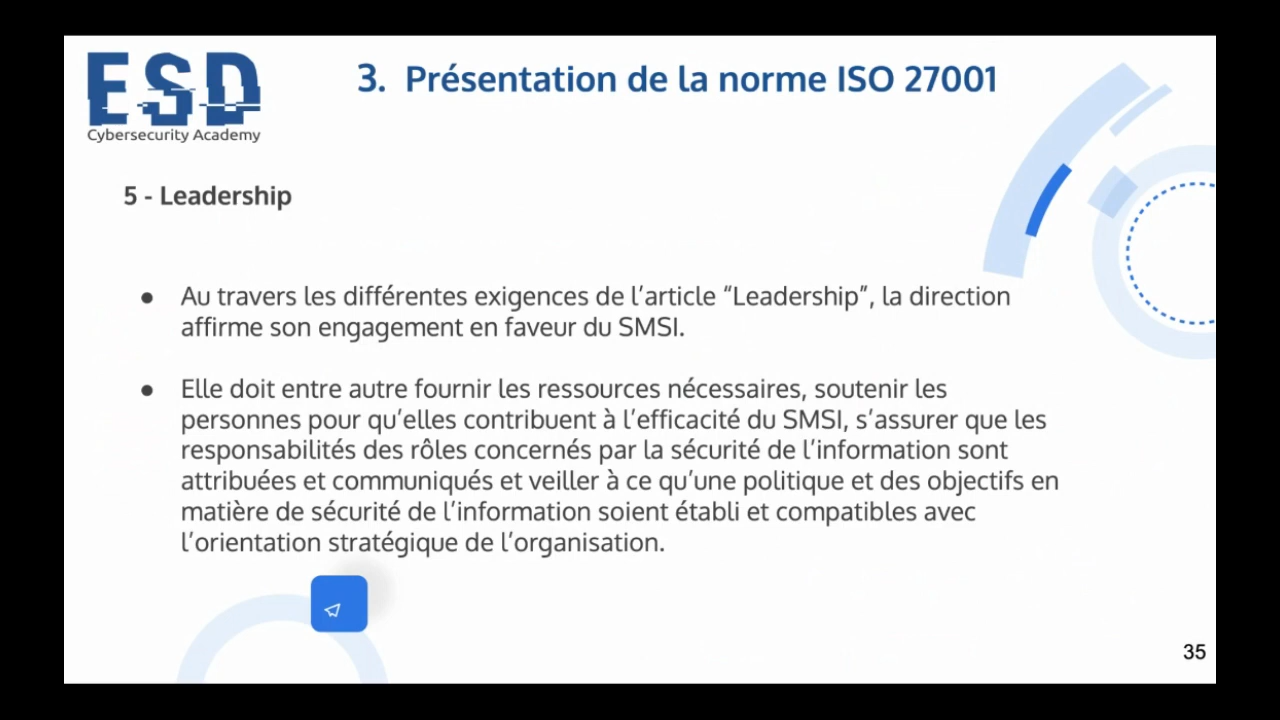 ESD
Cybersecurity Academy
3. Présentation de la norme ISO 27001
5 - Leadership
● Au travers les différentes exigences de l’article “Leadership”, la direction
affirme son engagement en faveur du SMSI.
● Elle doit entre autre fournir les ressources nécessaires, soutenir les
personnes pour qu’elles contribuent à l’efficacité du SMSI, s’assurer que les
responsabilités des rôles concernés par la sécurité de l’information sont
attribuées et communiqués et veiller à ce qu’une politique et des objectifs en
matière de sécurité de l’information soient établi et compatibles avec
l’orientation stratégique de l’organisation.
35